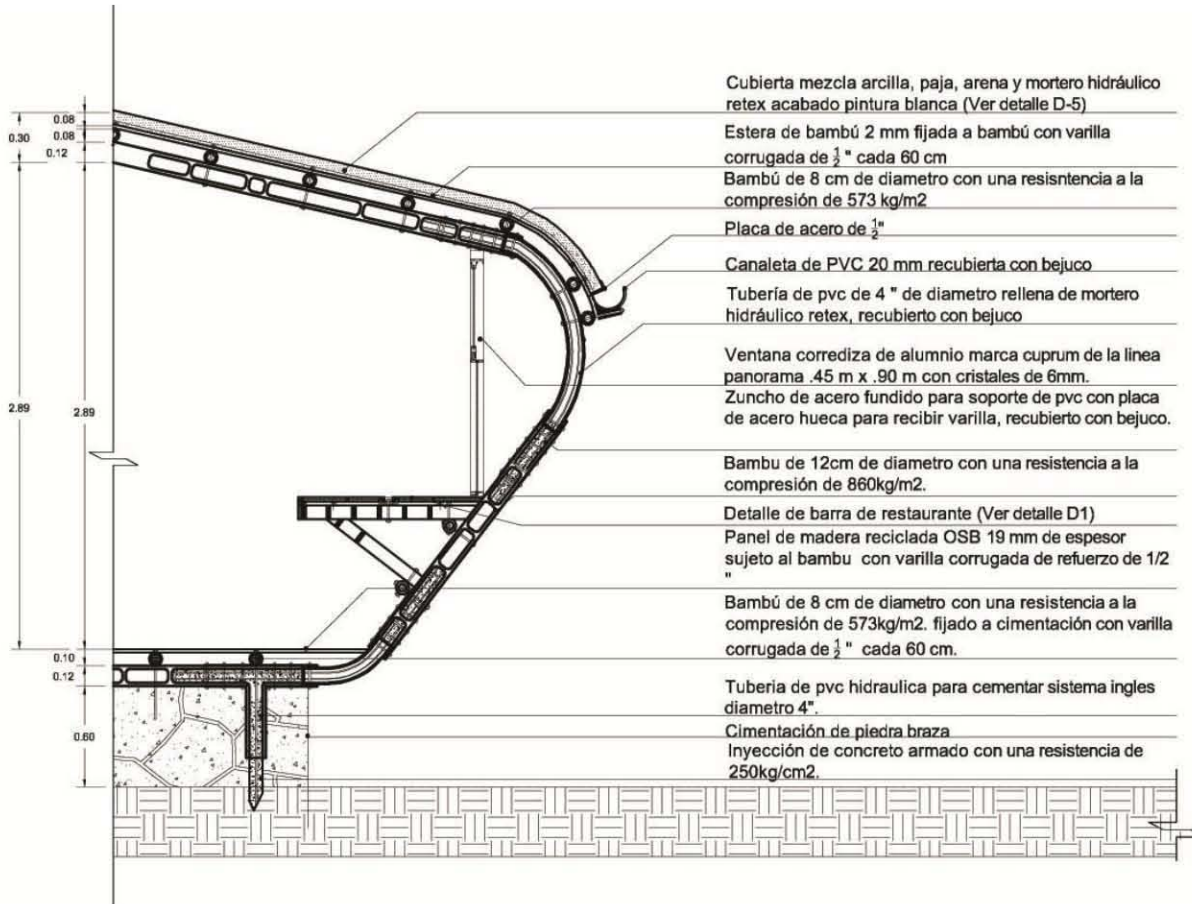 Cubierta mezcla arcilla, paja, arena y mortero hidráulico
retex acabado pintura blanca (Ver detalle D-5)
Estera de bambú 2 mm fijada a bambú con varilla
corrugada de 1/2 " cada 60 cm
Bambú de 8 cm de diametro con una resisntencia a la
compresión de 573 kg/m2
Placa de acero de 1/2"
Canaleta de PVC 20 mm recubierta con bejuco
Tubería de pvc de 4 " de diametro rellena de mortero
hidráulico retex, recubierto con bejuco
Ventana corrediza de alumnio marca cuprum de la linea
panorama .45 m x .90 m con cristales de 6mm.
Zuncho de acero fundido para soporte de pvc con placa
de acero hueca para recibir varilla, recubierto con bejuco.
Bambu de 12cm de diametro con una resistencia a la
compresión de 860kg/m2.
Detalle de barra de restaurante (Ver detalle D1)
Panel de madera reciclada OSB 19 mm de espesor
sujeto al bambu con varilla corrugada de refuerzo de 1/2
"
Bambú de 8 cm de diametro con una resistencia a la
compresión de 573kg/m2. fijado a cimentación con varilla
corrugada de 1/2 " cada 60 cm.
Tuberia de pvc hidraulica para cementar sistema ingles
diametro 4".
Cimentación de piedra braza
Inyección de concreto armado con una resistencia de
250kg/cm2.
0.08
0.30
0.08
0.12
2.89
2.89
0.10
0.12
0.60